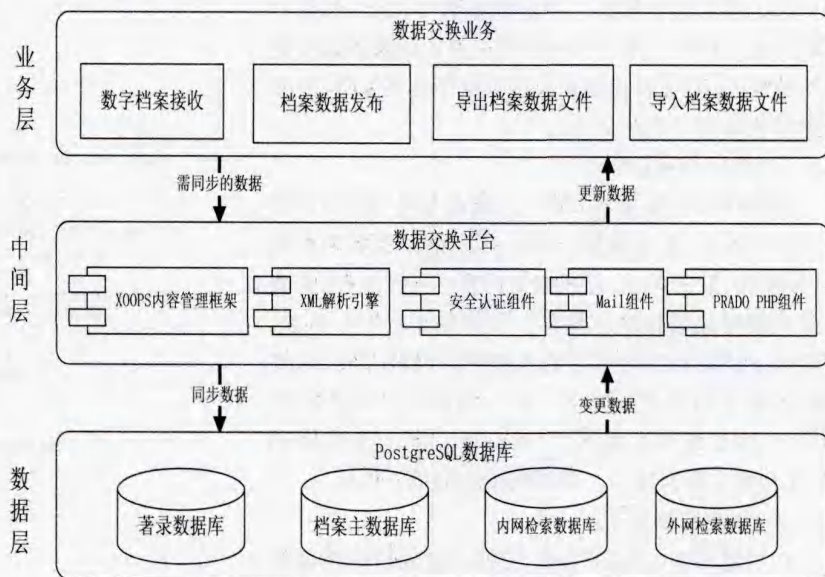 业务层
数据交换业务
数字档案接收
档案数据发布
导出档案数据文件
导入档案数据文件
需同步的数据
更新数据
中间层
数据交换平台
XOOPS内容管理框架
XML解析引擎
安全认证组件
Mail组件
PRADO PHP组件
同步数据
变更数据
数据层
PostgreSQL数据库
著录数据库
档案主数据库
内网检索数据库
外网检索数据库